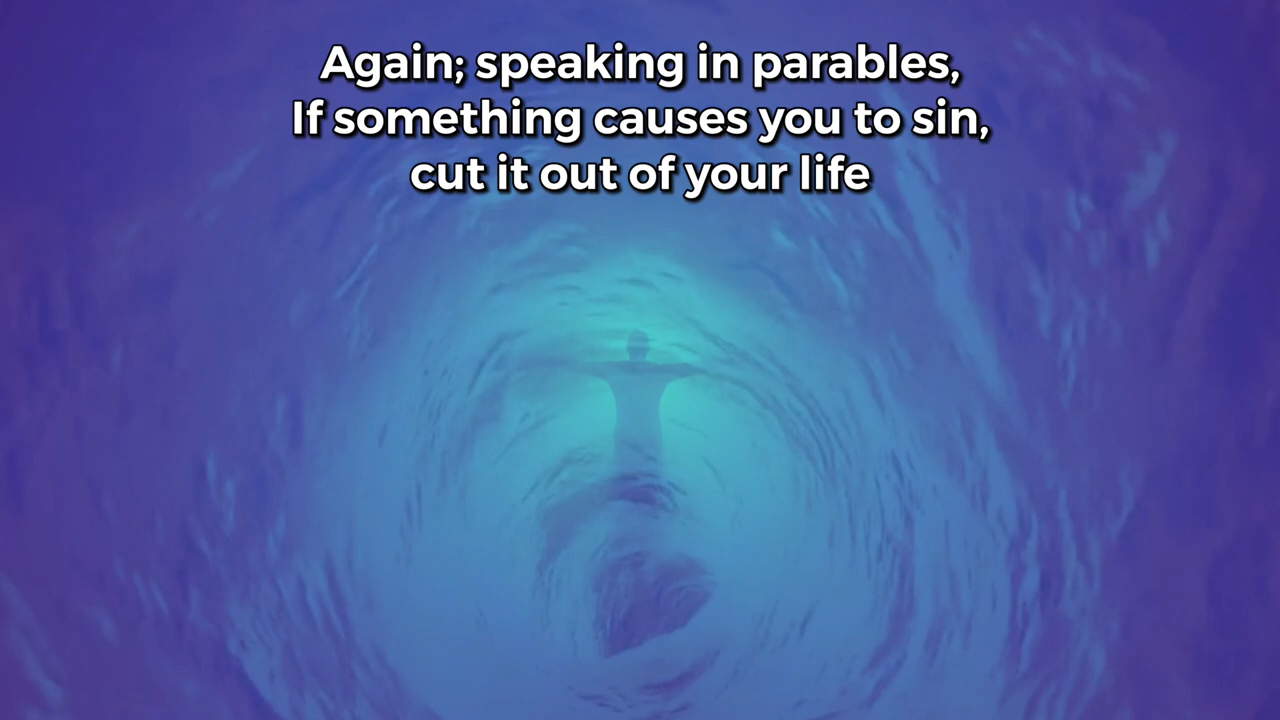 Again; speaking in parables,
If something causes you to sin,
cut it out of your life